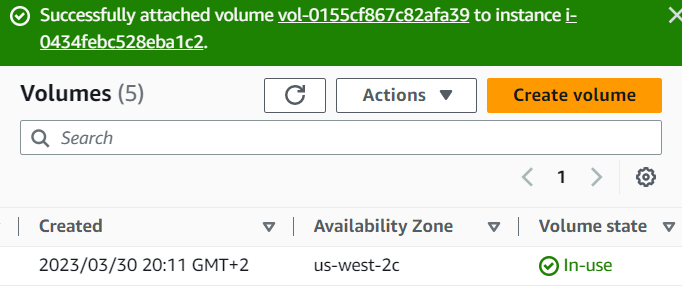 Successfully attached volume vol-0155cf867c82afa39 to instance i-
0434febc528eba1c2.
Volumes (5)
Actions
Create volume
Search
1
Created
Availability Zone
Volume state
2023/03/30 20:11 GMT+2
us-west-2c
In-use